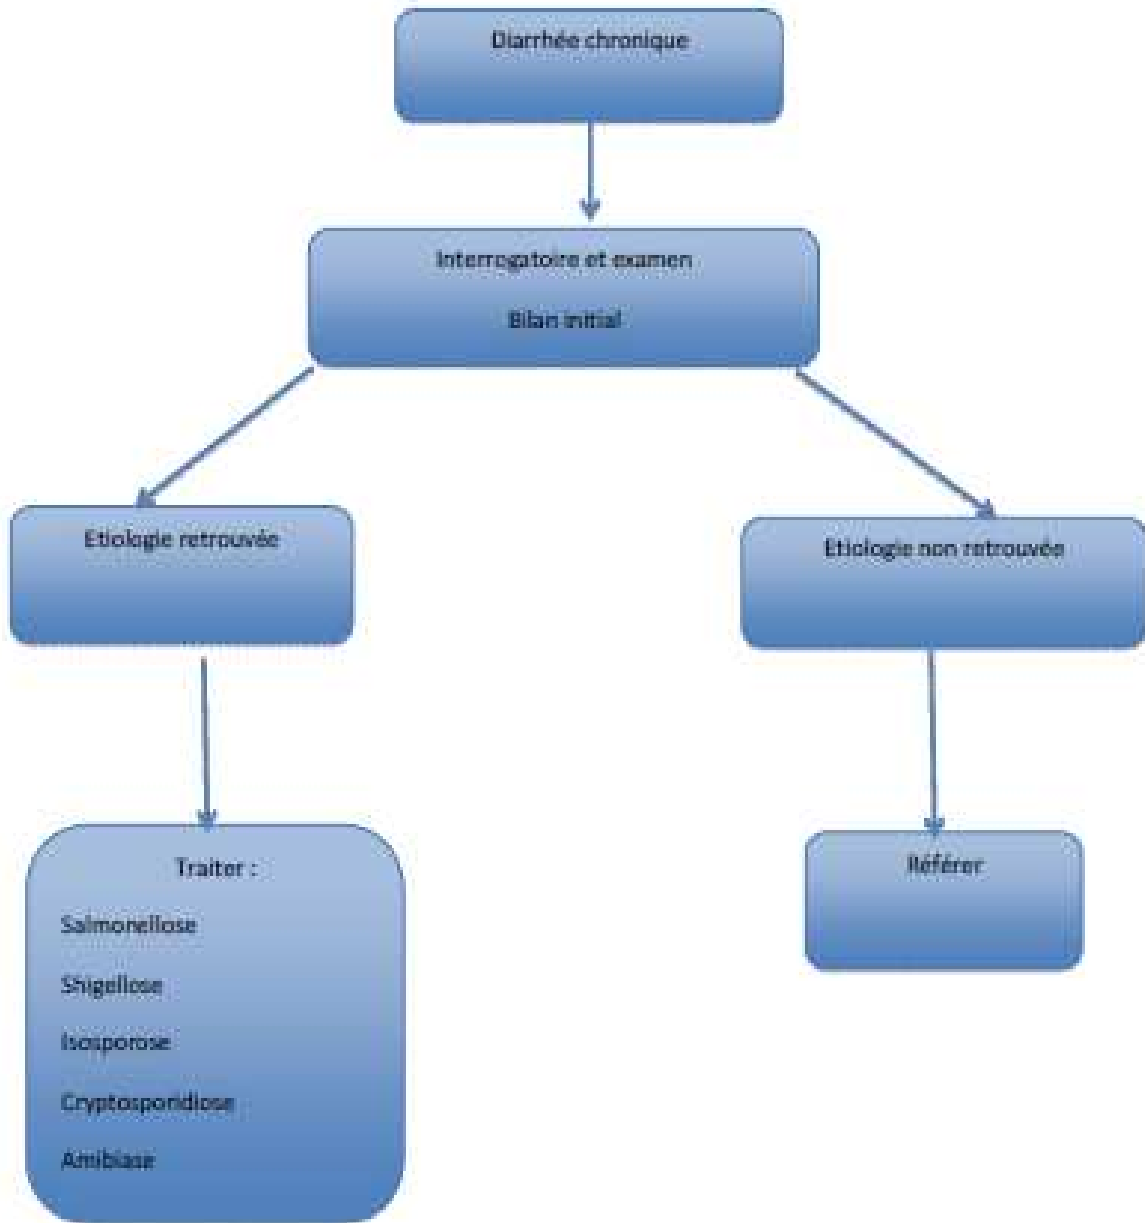 Diarrhée chronique
Interrogatoire et examen
Bilan initial
Etiologie retrouvée
Etiologie non retrouvée
Traiter :
Salmonellose
Shigellose
Isosporose
Cryptosporidiose
Amibiase
Référer